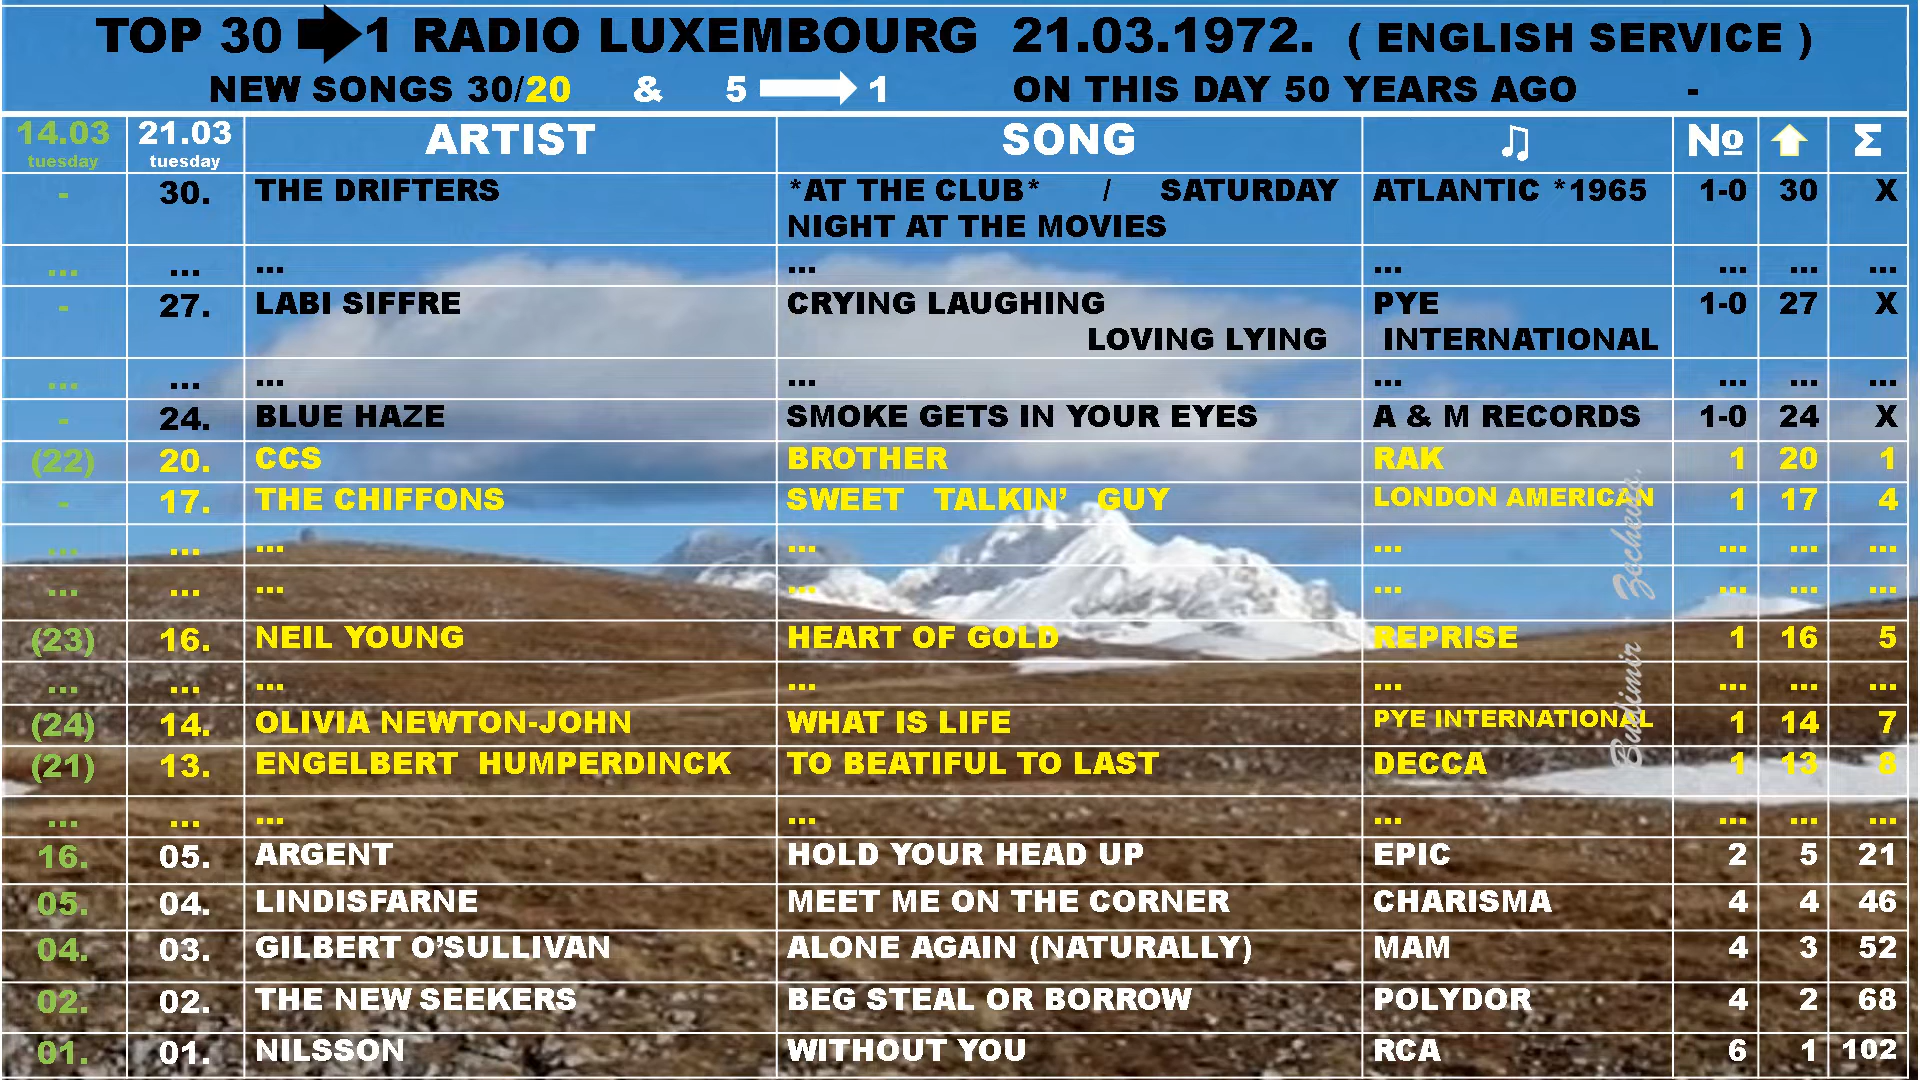 TOP 30 1 RADIO LUXEMBOURG 21.03.1972. ( ENGLISH SERVICE )
NEW SONGS 30/20 & 5 1 ON THIS DAY 50 YEARS AGO -
14.03 tuesday 21.03 tuesday ARTIST SONG ♫ № Σ
- 30. THE DRIFTERS *AT THE CLUB* / SATURDAY ATLANTIC *1965 1-0 30 X
NIGHT AT THE MOVIES
... ... ... ... ... ... ... ...
- 27. LABI SIFFRE CRYING LAUGHING PYE 1-0 27 X
LOVING LYING INTERNATIONAL
... ... ... ... ... ... ... ...
- 24. BLUE HAZE SMOKE GETS IN YOUR EYES A & M RECORDS 1-0 24 X
(22) 20. CCS BROTHER RAK 1 20 1
- 17. THE CHIFFONS SWEET TALKIN’ GUY LONDON AMERICAN 1 17 4
... ... ... ... ... ... ... ...
... ... ... ... ... ... ... ...
(23) 16. NEIL YOUNG HEART OF GOLD REPRISE 1 16 5
... ... ... ... ... ... ... ...
(24) 14. OLIVIA NEWTON-JOHN WHAT IS LIFE PYE INTERNATIONAL 1 14 7
(21) 13. ENGELBERT HUMPERDINCK TO BEATIFUL TO LAST DECCA 1 13 8
... ... ... ... ... ... ... ...
16. 05. ARGENT HOLD YOUR HEAD UP EPIC 2 5 21
05. 04. LINDISFARNE MEET ME ON THE CORNER CHARISMA 4 4 46
04. 03. GILBERT O’SULLIVAN ALONE AGAIN (NATURALLY) MAM 4 3 52
02. 02. THE NEW SEEKERS BEG STEAL OR BORROW POLYDOR 4 2 68
01. 01. NILSSON WITHOUT YOU RCA 6 1 102
Budimir